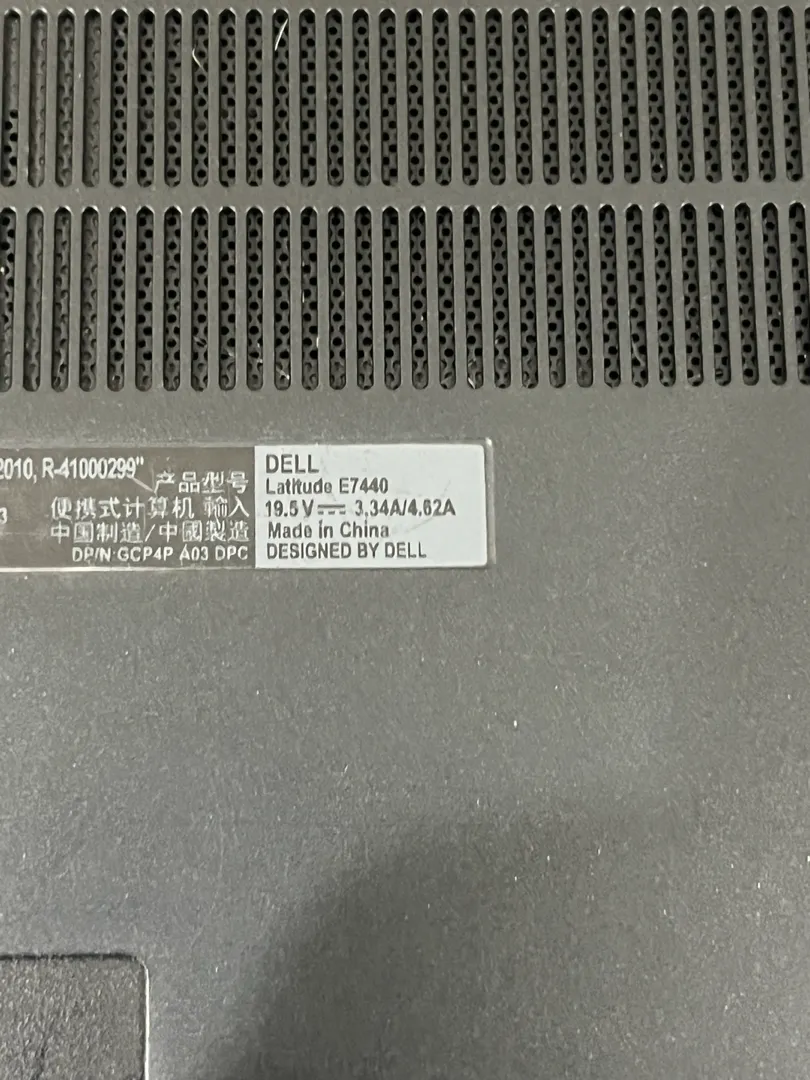 2010, R-41000299"
产品型号
3 便携式计算机 输入
中国制造/中國製造
DP/N GCP4P A03 DPC
DELL
Latitude E7440
19.5V⎓ 3.34A/4.62A
Made in China
DESIGNED BY DELL